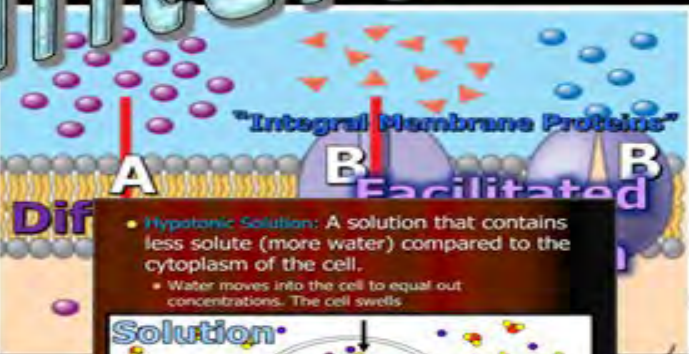 "Integral Membrane Proteins"
A
B
B
Facilitated
Dif
• Hypotonic Solution: A solution that contains
less solute (more water) compared to the
cytoplasm of the cell.
• Water moves into the cell to equal out
concentrations. The cell swells
Solution